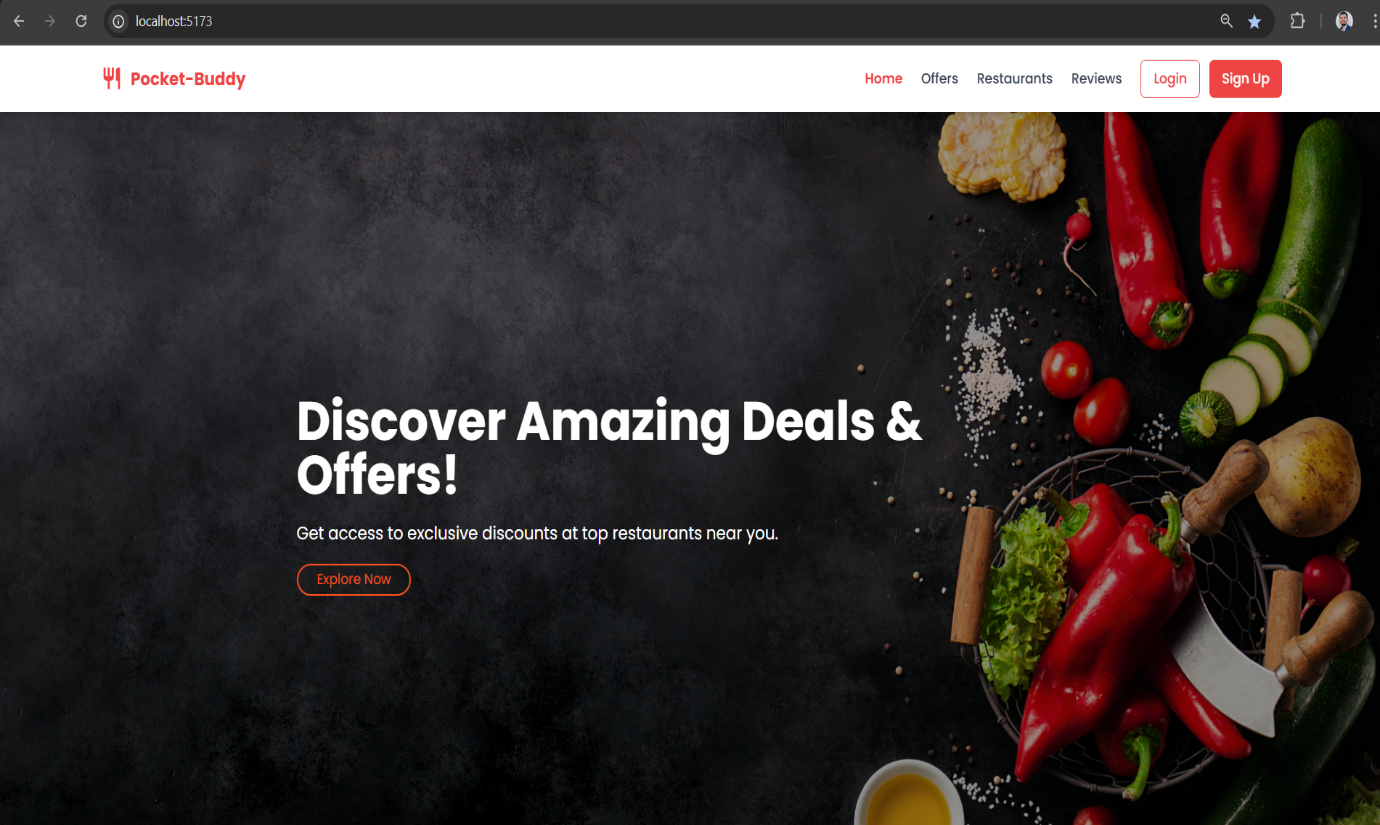 localhost:5173
Pocket-Buddy
Home Offers Restaurants Reviews Login Sign Up
Discover Amazing Deals &
Offers!
Get access to exclusive discounts at top restaurants near you.
Explore Now